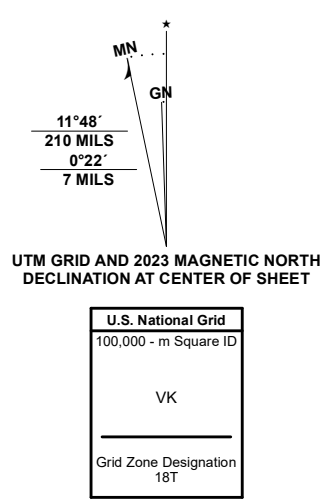 ★
MN
GN
11°48´
210 MILS
0°22´
7 MILS
UTM GRID AND 2023 MAGNETIC NORTH
DECLINATION AT CENTER OF SHEET
U.S. National Grid
100,000 - m Square ID
VK
Grid Zone Designation
18T